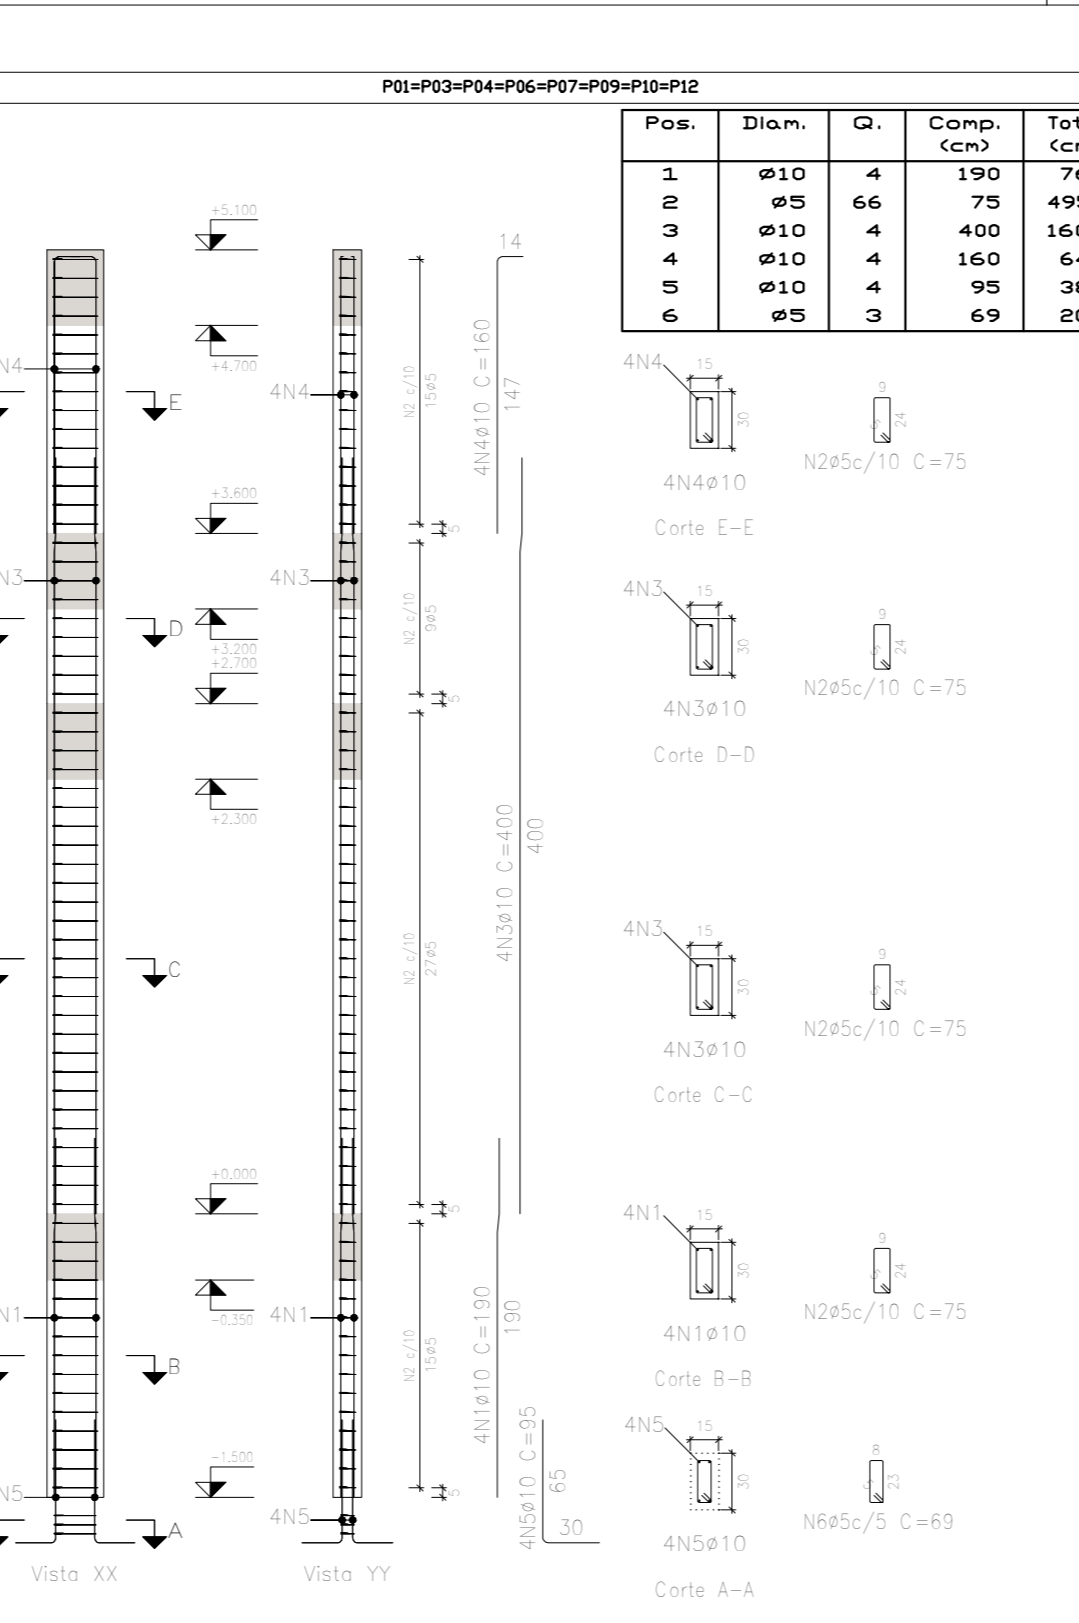 P01=P03=P04=P06=P07=P09=P10=P12
Pos. Diam. Q. Comp. (cm)
1 ø10 4 190
2 ø5 66 75
3 ø10 4 400
4 ø10 4 160
5 ø10 4 95
6 ø5 3 69
+5.100
+4.700
+3.600
+3.200
+2.700
+2.300
+0.000
-0.350
-1.500
E
D
C
B
A
4N4
4N3
4N1
4N5
N2 c/10
15ø5
5
N2 c/10
9ø5
5
N2 c/10
27ø5
5
N2 c/10
15ø5
5
14
4N4ø10 C=160
147
4N3ø10 C=400
400
4N1ø10 C=190
190
4N5ø10 C=95
65
30
4N4
15
30
4N4ø10
Corte E-E
9
24
N2ø5c/10 C=75
4N3
15
30
4N3ø10
Corte D-D
9
24
N2ø5c/10 C=75
4N3
15
30
4N3ø10
Corte C-C
9
24
N2ø5c/10 C=75
4N1
15
30
4N1ø10
Corte B-B
9
24
N2ø5c/10 C=75
4N5
15
30
4N5ø10
Corte A-A
8
23
N6ø5c/5 C=69
Vista XX
Vista YY